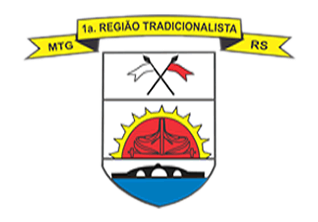 1a. REGIÃO TRADICIONALISTA
MTG
RS